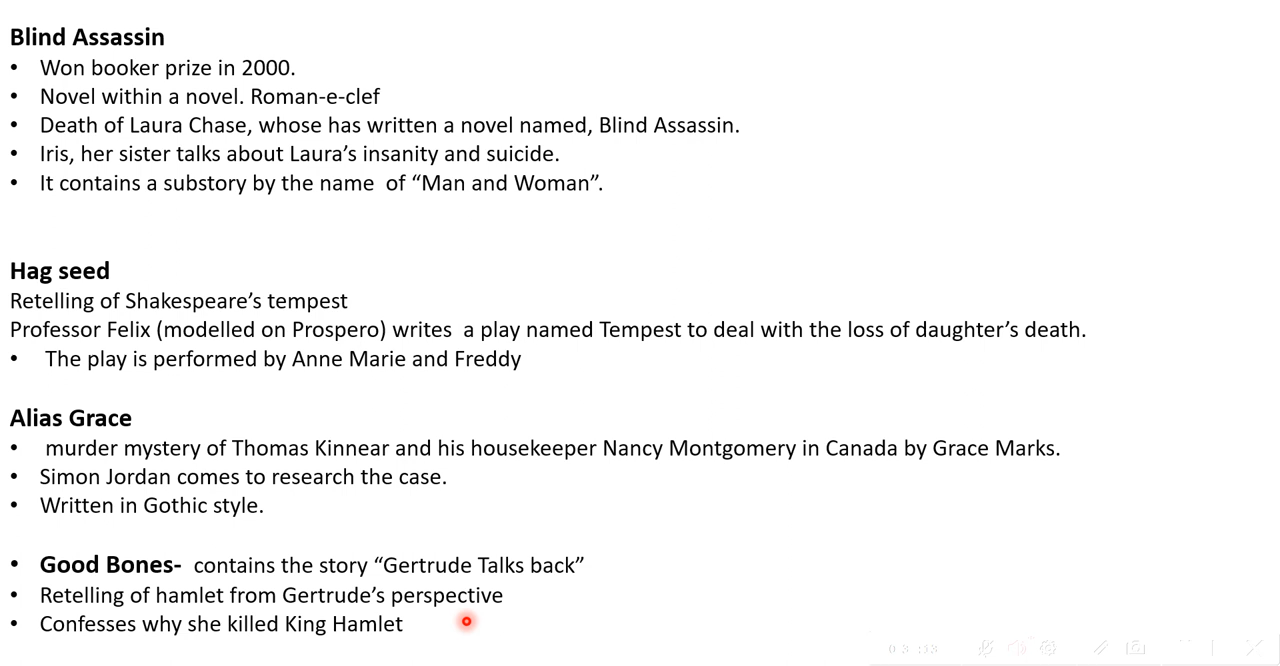 Blind Assassin
• Won booker prize in 2000.
• Novel within a novel. Roman-e-clef
• Death of Laura Chase, whose has written a novel named, Blind Assassin.
• Iris, her sister talks about Laura’s insanity and suicide.
• It contains a substory by the name of “Man and Woman”.
Hag seed
Retelling of Shakespeare’s tempest
Professor Felix (modelled on Prospero) writes a play named Tempest to deal with the loss of daughter’s death.
• The play is performed by Anne Marie and Freddy
Alias Grace
• murder mystery of Thomas Kinnear and his housekeeper Nancy Montgomery in Canada by Grace Marks.
• Simon Jordan comes to research the case.
• Written in Gothic style.
• Good Bones- contains the story “Gertrude Talks back”
• Retelling of hamlet from Gertrude’s perspective
• Confesses why she killed King Hamlet